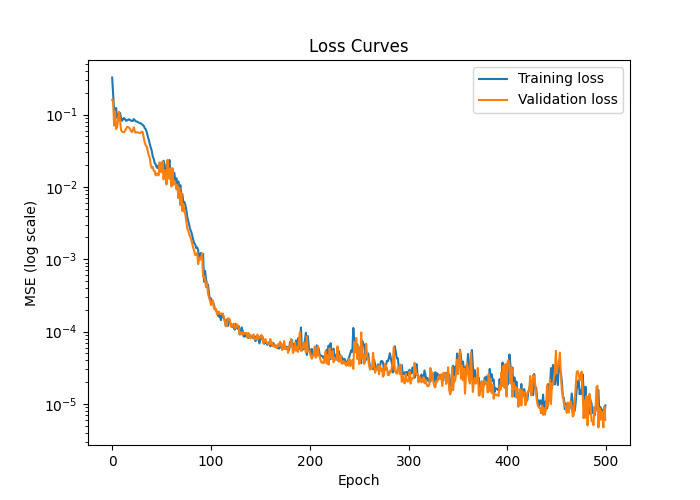 Loss Curves
Training loss
Validation loss
MSE (log scale)
10⁻¹
10⁻²
10⁻³
10⁻⁴
10⁻⁵
0 100 200 300 400 500
Epoch